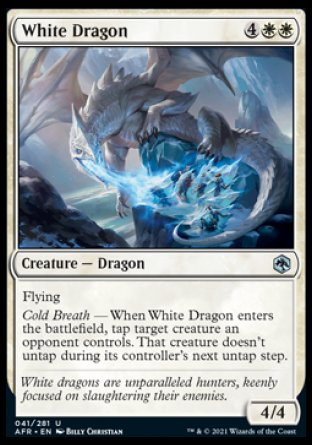 White Dragon 4
Creature — Dragon
Flying
Cold Breath — When White Dragon enters
the battlefield, tap target creature an
opponent controls. That creature doesn't
untap during its controller's next untap step.
White dragons are unparalleled hunters, keenly
focused on slaughtering their enemies.
4/4
041/281 U
AFR • EN Billy Christian
™ & © 2021 Wizards of the Coast